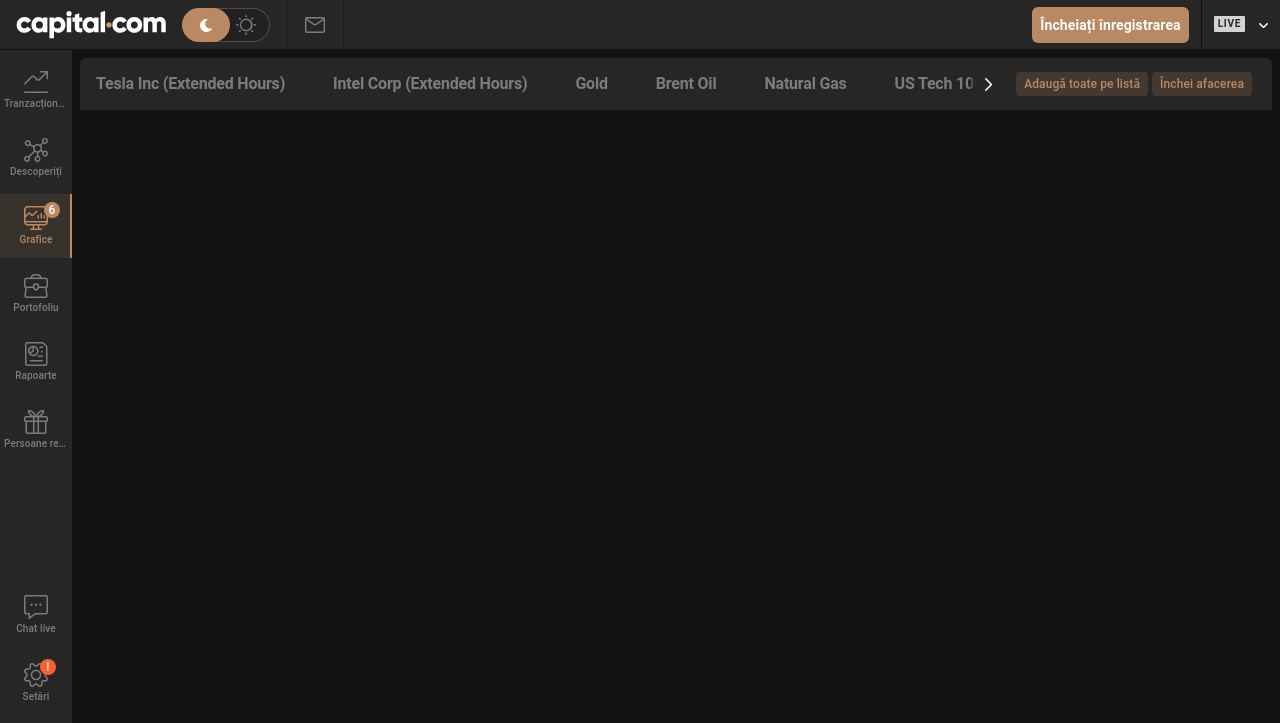 capital.com
Încheiați înregistrarea
LIVE
Tranzacțion...
Descoperiți
6
Grafice
Portofoliu
Rapoarte
Persoane re...
Chat live
!
Setări
Tesla Inc (Extended Hours)
Intel Corp (Extended Hours)
Gold
Brent Oil
Natural Gas
US Tech 10
Adaugă toate pe listă
Închei afacerea